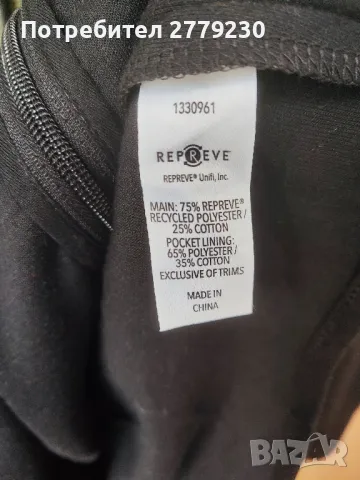 Потребител 2779230
1330961
REPREVE
REPREVE® Unifi, Inc.
MAIN: 75% REPREVE®
RECYCLED POLYESTER /
25% COTTON
POCKET LINING:
65% POLYESTER /
35% COTTON
EXCLUSIVE OF TRIMS
MADE IN
CHINA
BAZAR